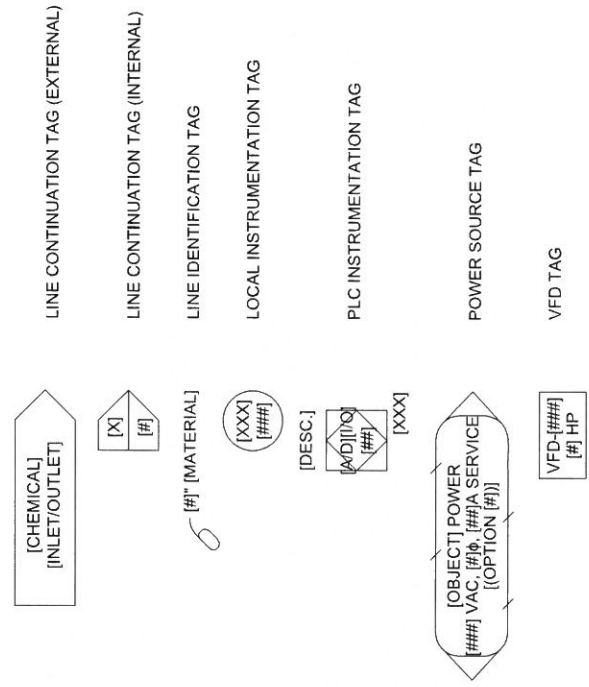 [CHEMICAL]
[INLET/OUTLET]
LINE CONTINUATION TAG (EXTERNAL)
[X]
[#]
LINE CONTINUATION TAG (INTERNAL)
[#]" [MATERIAL]
LINE IDENTIFICATION TAG
[XXX]
[###]
LOCAL INSTRUMENTATION TAG
[DESC.]
[A/D][I/O]
[##]
[XXX]
PLC INSTRUMENTATION TAG
[OBJECT] POWER
[###] VAC, [#]ɸ, [##]A SERVICE
[(OPTION [#])]
POWER SOURCE TAG
VFD-[###]
[#] HP
VFD TAG